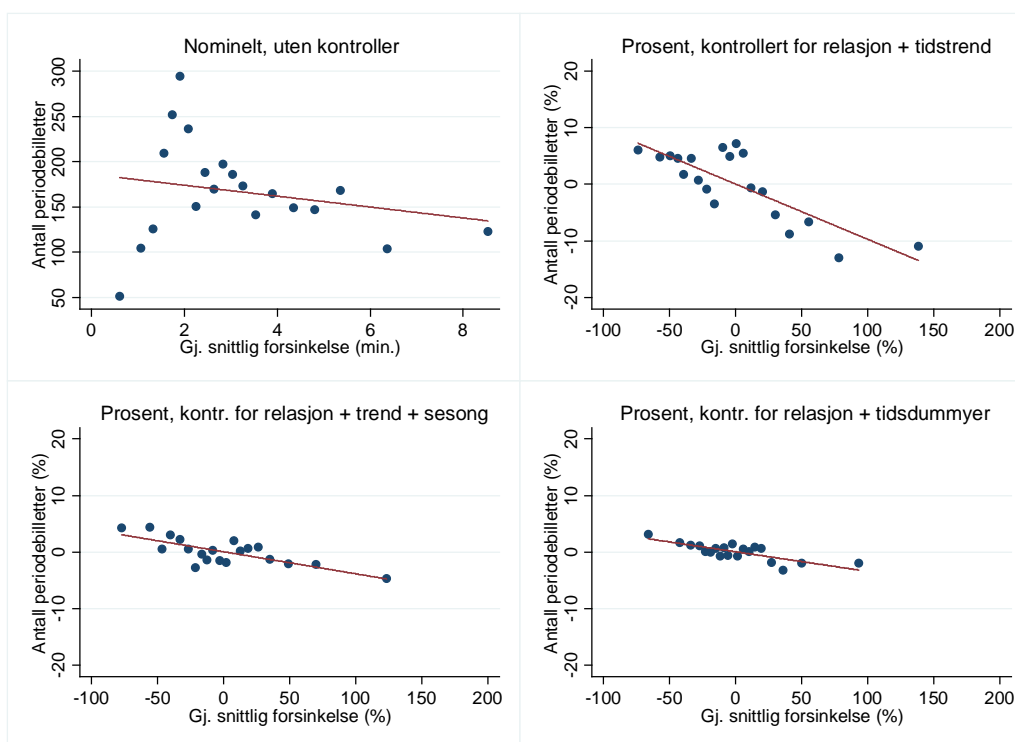 Nominelt, uten kontroller
Antall periodebilletter
300
250
200
150
100
50
0 2 4 6 8
Gj. snittlig forsinkelse (min.)
Prosent, kontrollert for relasjon + tidstrend
Antall periodebilletter (%)
20
10
0
-10
-20
-100 -50 0 50 100 150 200
Gj. snittlig forsinkelse (%)
Prosent, kontr. for relasjon + trend + sesong
Antall periodebilletter (%)
20
10
0
-10
-20
-100 -50 0 50 100 150 200
Gj. snittlig forsinkelse (%)
Prosent, kontr. for relasjon + tidsdummyer
Antall periodebilletter (%)
20
10
0
-10
-20
-100 -50 0 50 100 150 200
Gj. snittlig forsinkelse (%)